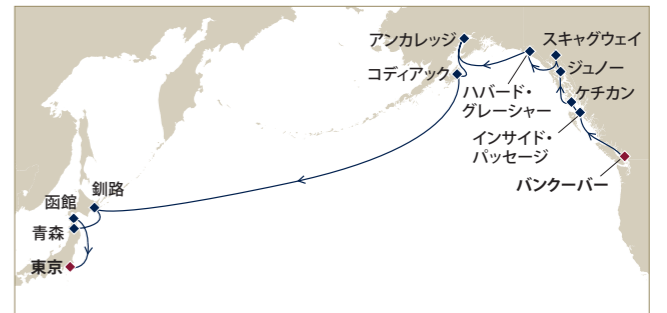 アンカレッジ
スキャグウェイ
コディアック
ジュノー
ハバード・
グレーシャー
ケチカン
インサイド・
パッセージ
バンクーバー
釧路
函館
青森
東京